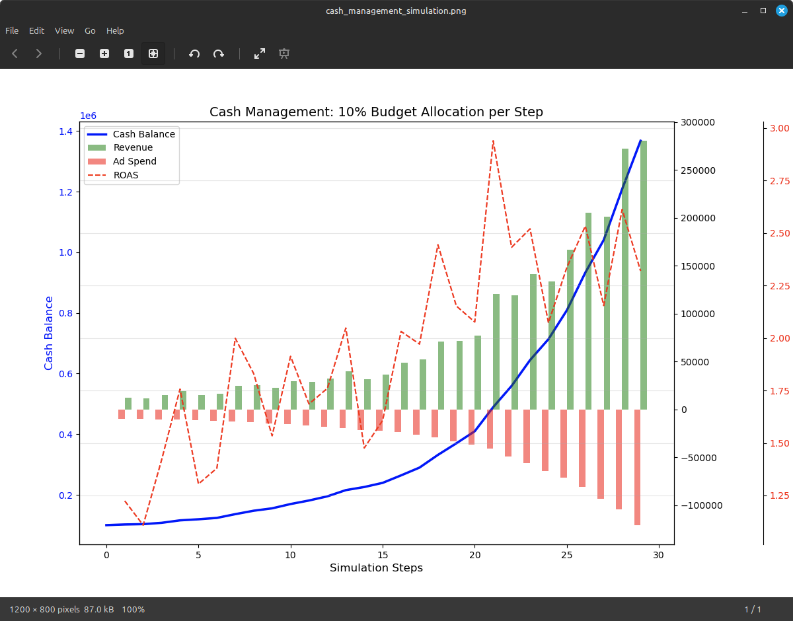 cash_management_simulation.png
File Edit View Go Help
1
Cash Management: 10% Budget Allocation per Step
1e6
Cash Balance
Revenue
Ad Spend
ROAS
1.4
1.2
1.0
0.8
0.6
0.4
0.2
Cash Balance
0 5 10 15 20 25 30
Simulation Steps
300000
250000
200000
150000
100000
50000
0
−50000
−100000
3.00
2.75
2.50
2.25
2.00
1.75
1.50
1.25
1200 × 800 pixels 87.0 kB 100%
1 / 1